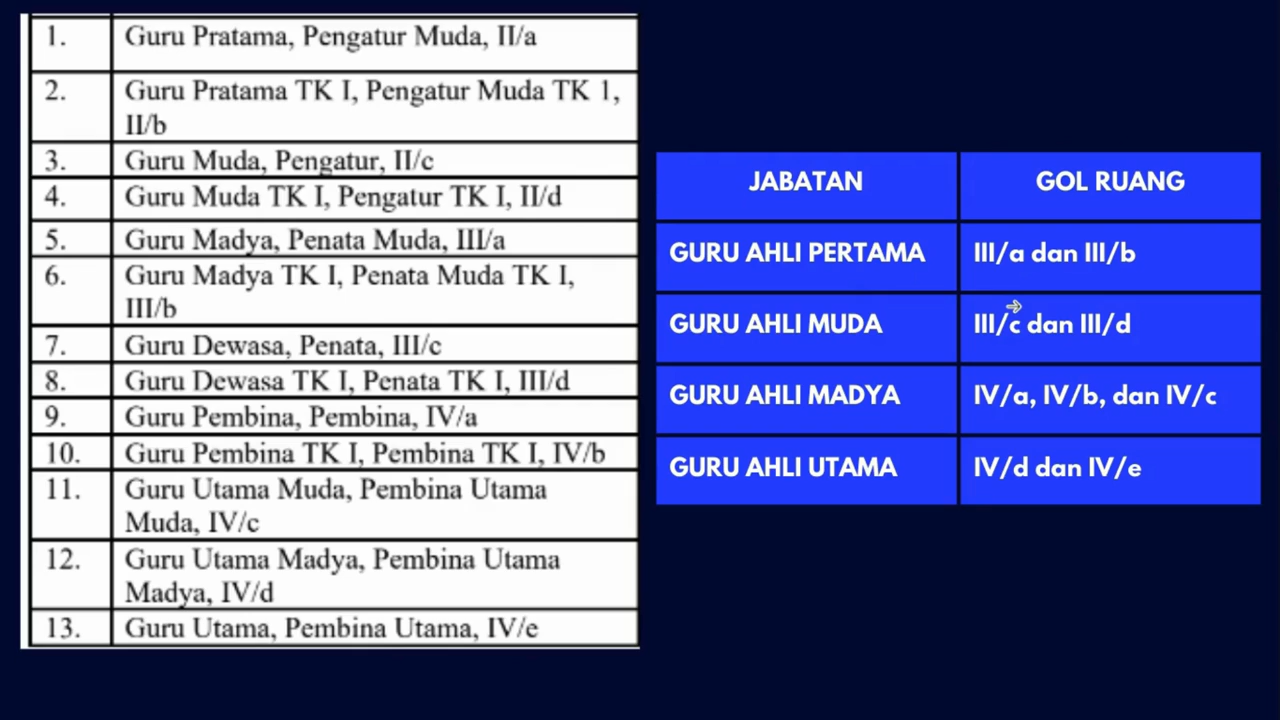 1. Guru Pratama, Pengatur Muda, II/a
2. Guru Pratama TK I, Pengatur Muda TK 1,
II/b
3. Guru Muda, Pengatur, II/c
4. Guru Muda TK I, Pengatur TK I, II/d
5. Guru Madya, Penata Muda, III/a
6. Guru Madya TK I, Penata Muda TK I,
III/b
7. Guru Dewasa, Penata, III/c
8. Guru Dewasa TK I, Penata TK I, III/d
9. Guru Pembina, Pembina, IV/a
10. Guru Pembina TK I, Pembina TK I, IV/b
11. Guru Utama Muda, Pembina Utama
Muda, IV/c
12. Guru Utama Madya, Pembina Utama
Madya, IV/d
13. Guru Utama, Pembina Utama, IV/e
JABATAN GOL RUANG
GURU AHLI PERTAMA III/a dan III/b
GURU AHLI MUDA III/c dan III/d
GURU AHLI MADYA IV/a, IV/b, dan IV/c
GURU AHLI UTAMA IV/d dan IV/e